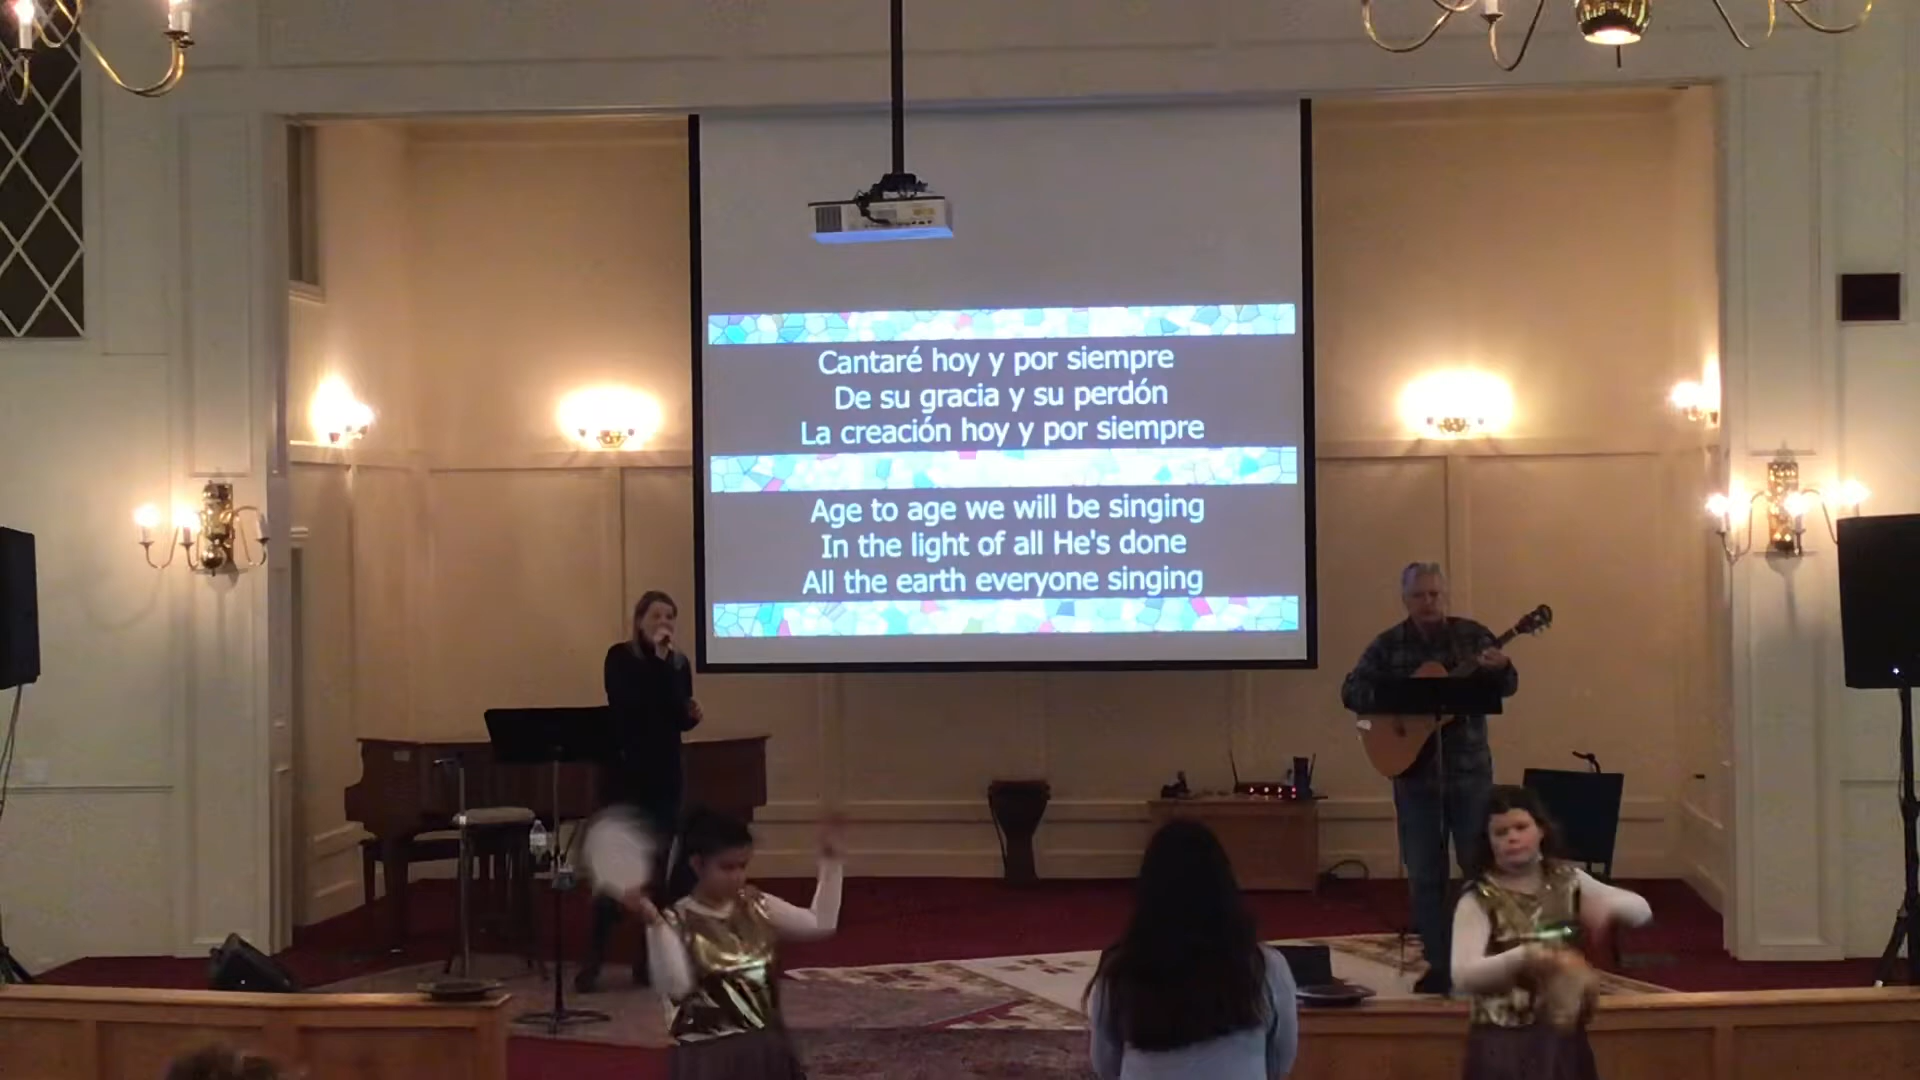 Cantaré hoy y por siempre
De su gracia y su perdón
La creación hoy y por siempre
Age to age we will be singing
In the light of all He's done
All the earth everyone singing